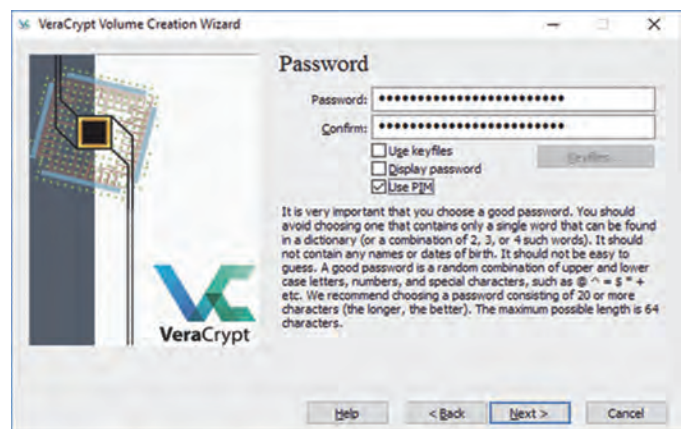 VeraCrypt Volume Creation Wizard
Password
Password: ••••••••••••••••••••••••
Confirm: ••••••••••••••••••••••••
Use keyfiles
Keyfiles...
Display password
Use PIM
It is very important that you choose a good password. You should
avoid choosing one that contains only a single word that can be found
in a dictionary (or a combination of 2, 3, or 4 such words). It should
not contain any names or dates of birth. It should not be easy to
guess. A good password is a random combination of upper and lower
case letters, numbers, and special characters, such as @ ^ = $ * +
etc. We recommend choosing a password consisting of 20 or more
characters (the longer, the better). The maximum possible length is 64
characters.
VeraCrypt
Help
< Back
Next >
Cancel